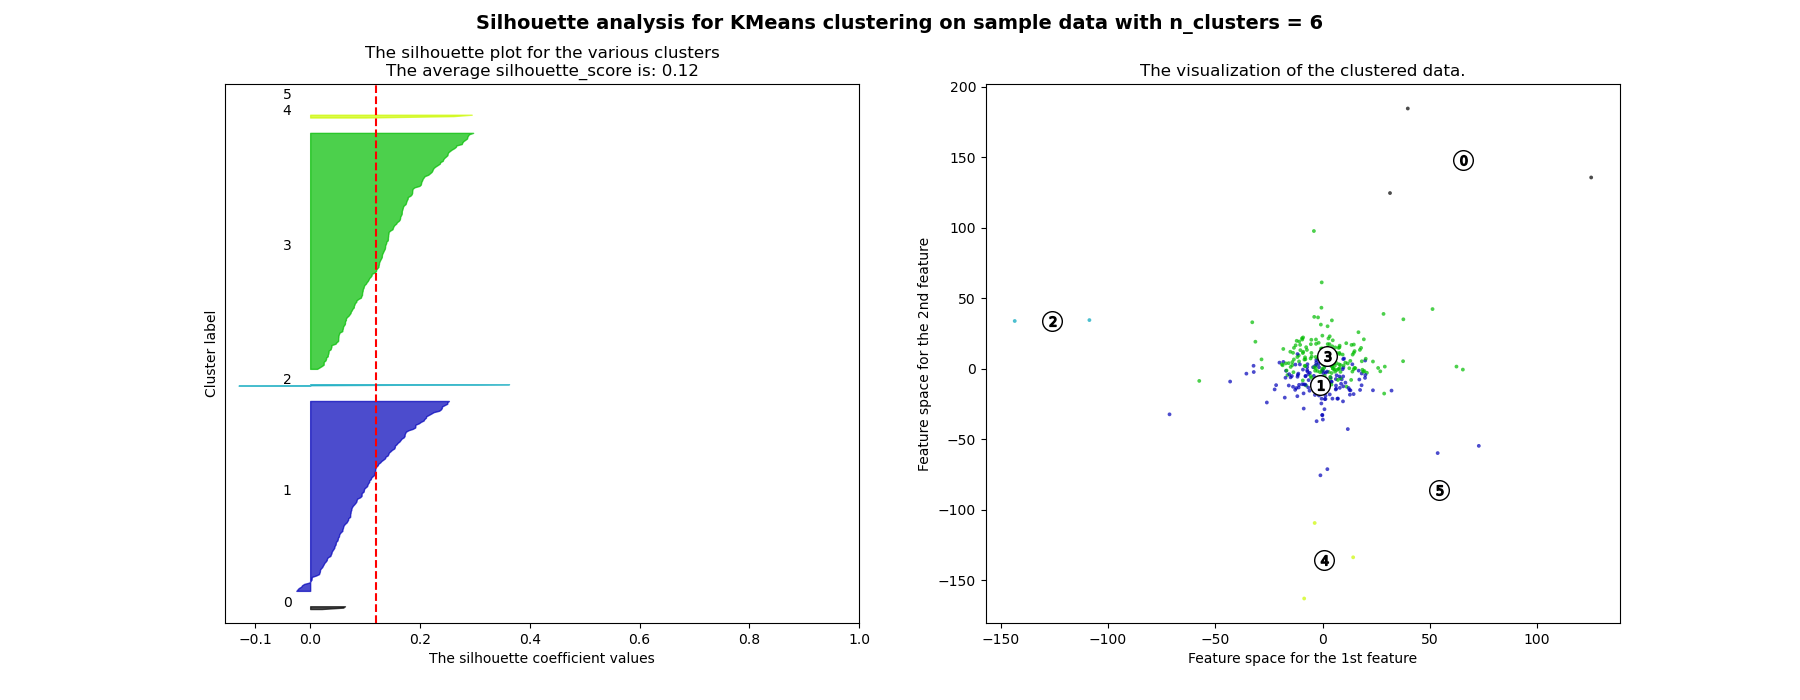 Silhouette analysis for KMeans clustering on sample data with n_clusters = 6
The silhouette plot for the various clusters
The average silhouette_score is: 0.12
5
4
3
2
1
0
Cluster label
−0.1 0.0 0.2 0.4 0.6 0.8 1.0
The silhouette coefficient values
The visualization of the clustered data.
200
150
100
50
0
−50
−100
−150
Feature space for the 2nd feature
0
2
3
1
5
4
−150 −100 −50 0 50 100
Feature space for the 1st feature